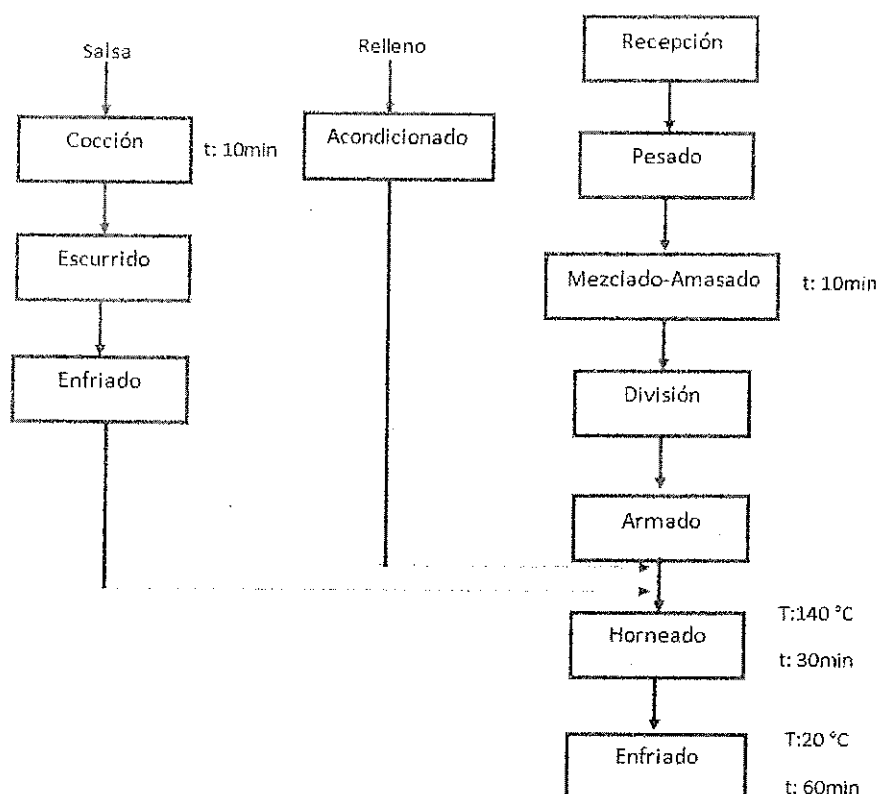 Salsa
Cocción
t: 10min
Escurrido
Enfriado
Relleno
Acondicionado
Recepción
Pesado
Mezclado-Amasado
t: 10min
División
Armado
Horneado
T:140 °C
t: 30min
Enfriado
T:20 °C
t: 60min